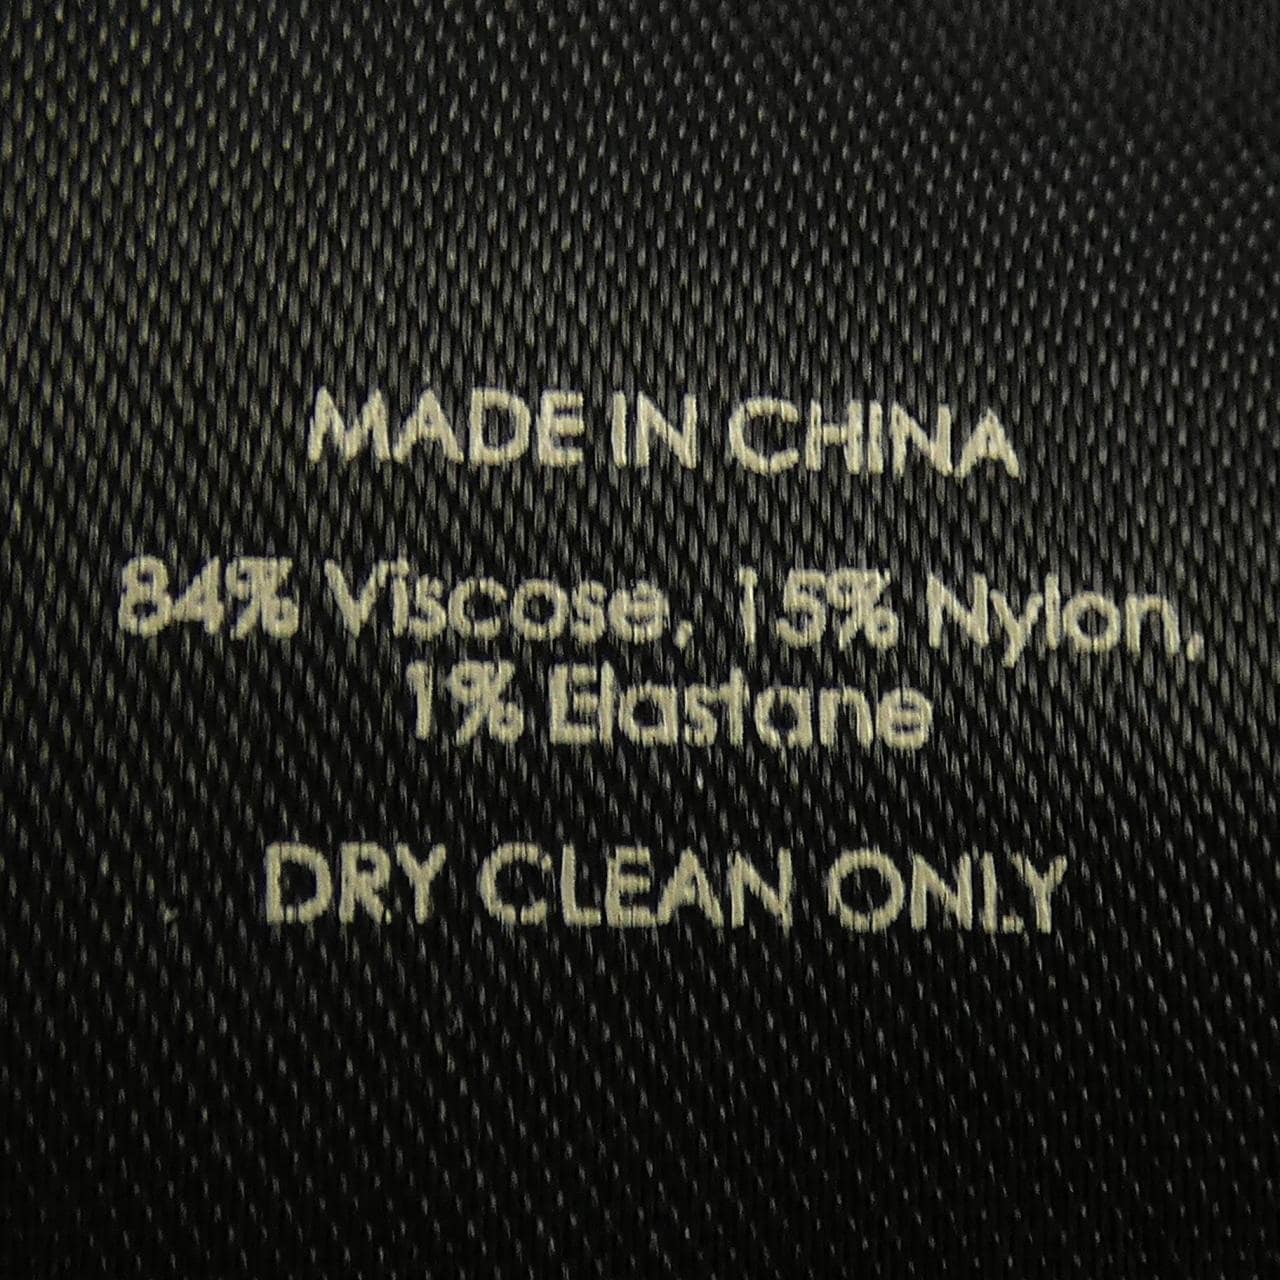 MADE IN CHINA
84% Viscose, 15% Nylon,
1% Elastane
DRY CLEAN ONLY